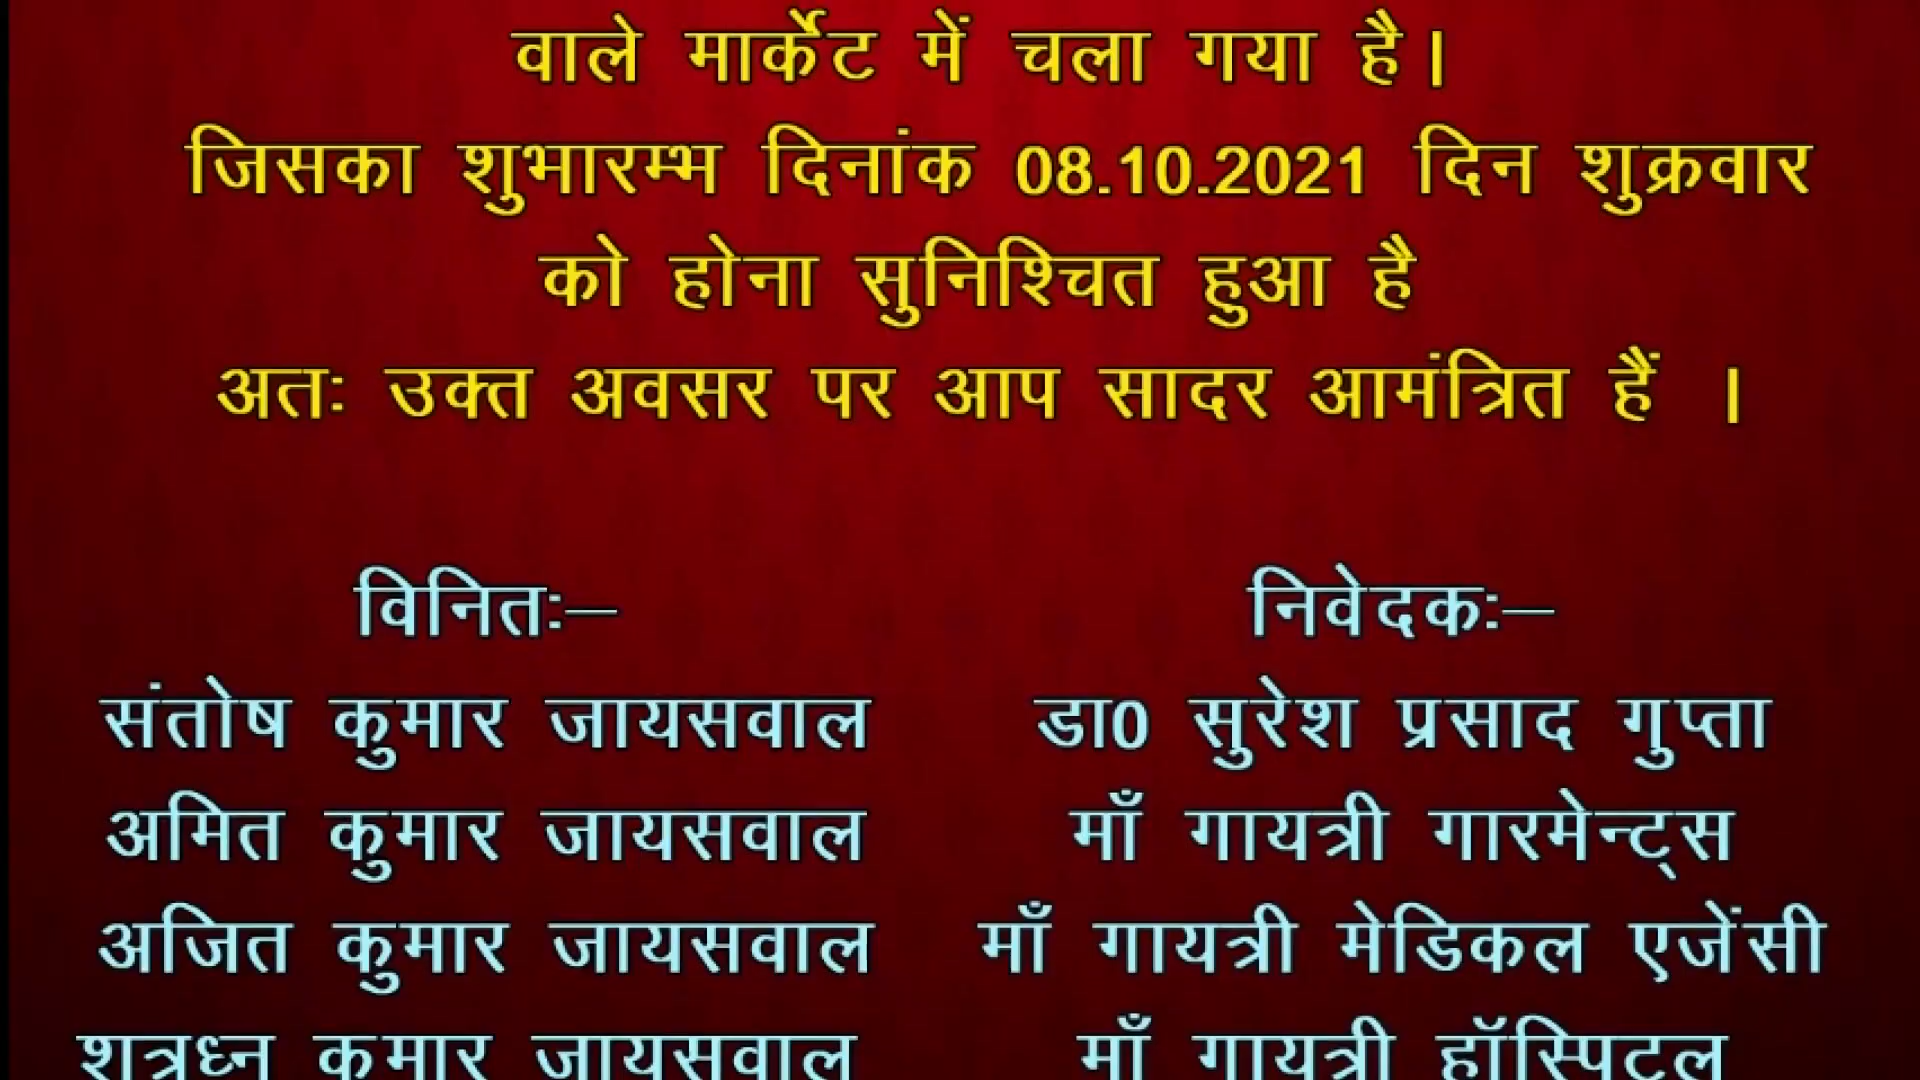 वाले मार्केट में चला गया है।
जिसका शुभारम्भ दिनांक 08.10.2021 दिन शुक्रवार
को होना सुनिश्चित हुआ है
अतः उक्त अवसर पर आप सादर आमंत्रित हैं ।
विनितः–
संतोष कुमार जायसवाल
अमित कुमार जायसवाल
अजित कुमार जायसवाल
शत्रुध्न कुमार जायसवाल
निवेदकः–
डा0 सुरेश प्रसाद गुप्ता
माँ गायत्री गारमेन्ट्स
माँ गायत्री मेडिकल एजेंसी
माँ गायत्री हॉस्पिटल